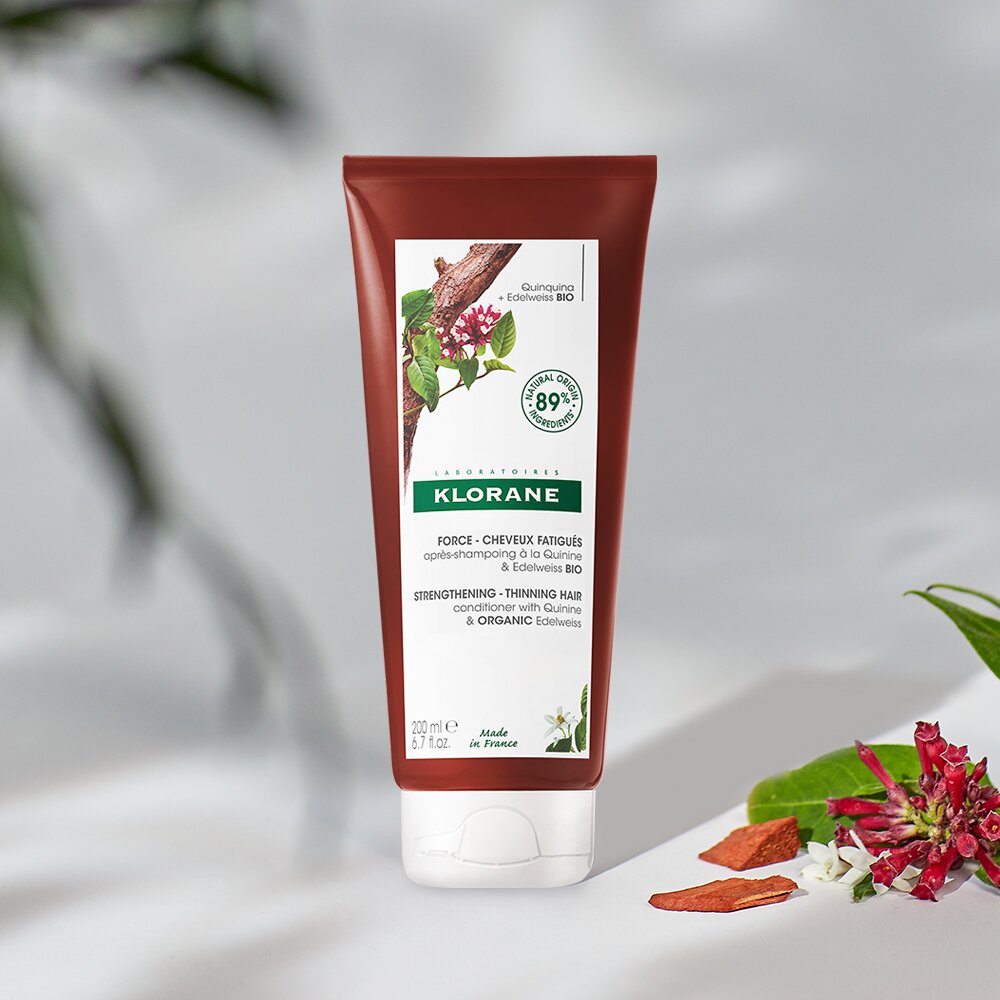 Quinquina
+ Edelweiss BIO
NATURAL ORIGIN
89%
INGREDIENTS*
LABORATOIRES
KLORANE
FORCE - CHEVEUX FATIGUÉS
après-shampoing à la Quinine
& Edelweiss BIO
STRENGTHENING - THINNING HAIR
conditioner with Quinine
& ORGANIC Edelweiss
200 ml ℮
6.7 fl.oz.
Made
in France